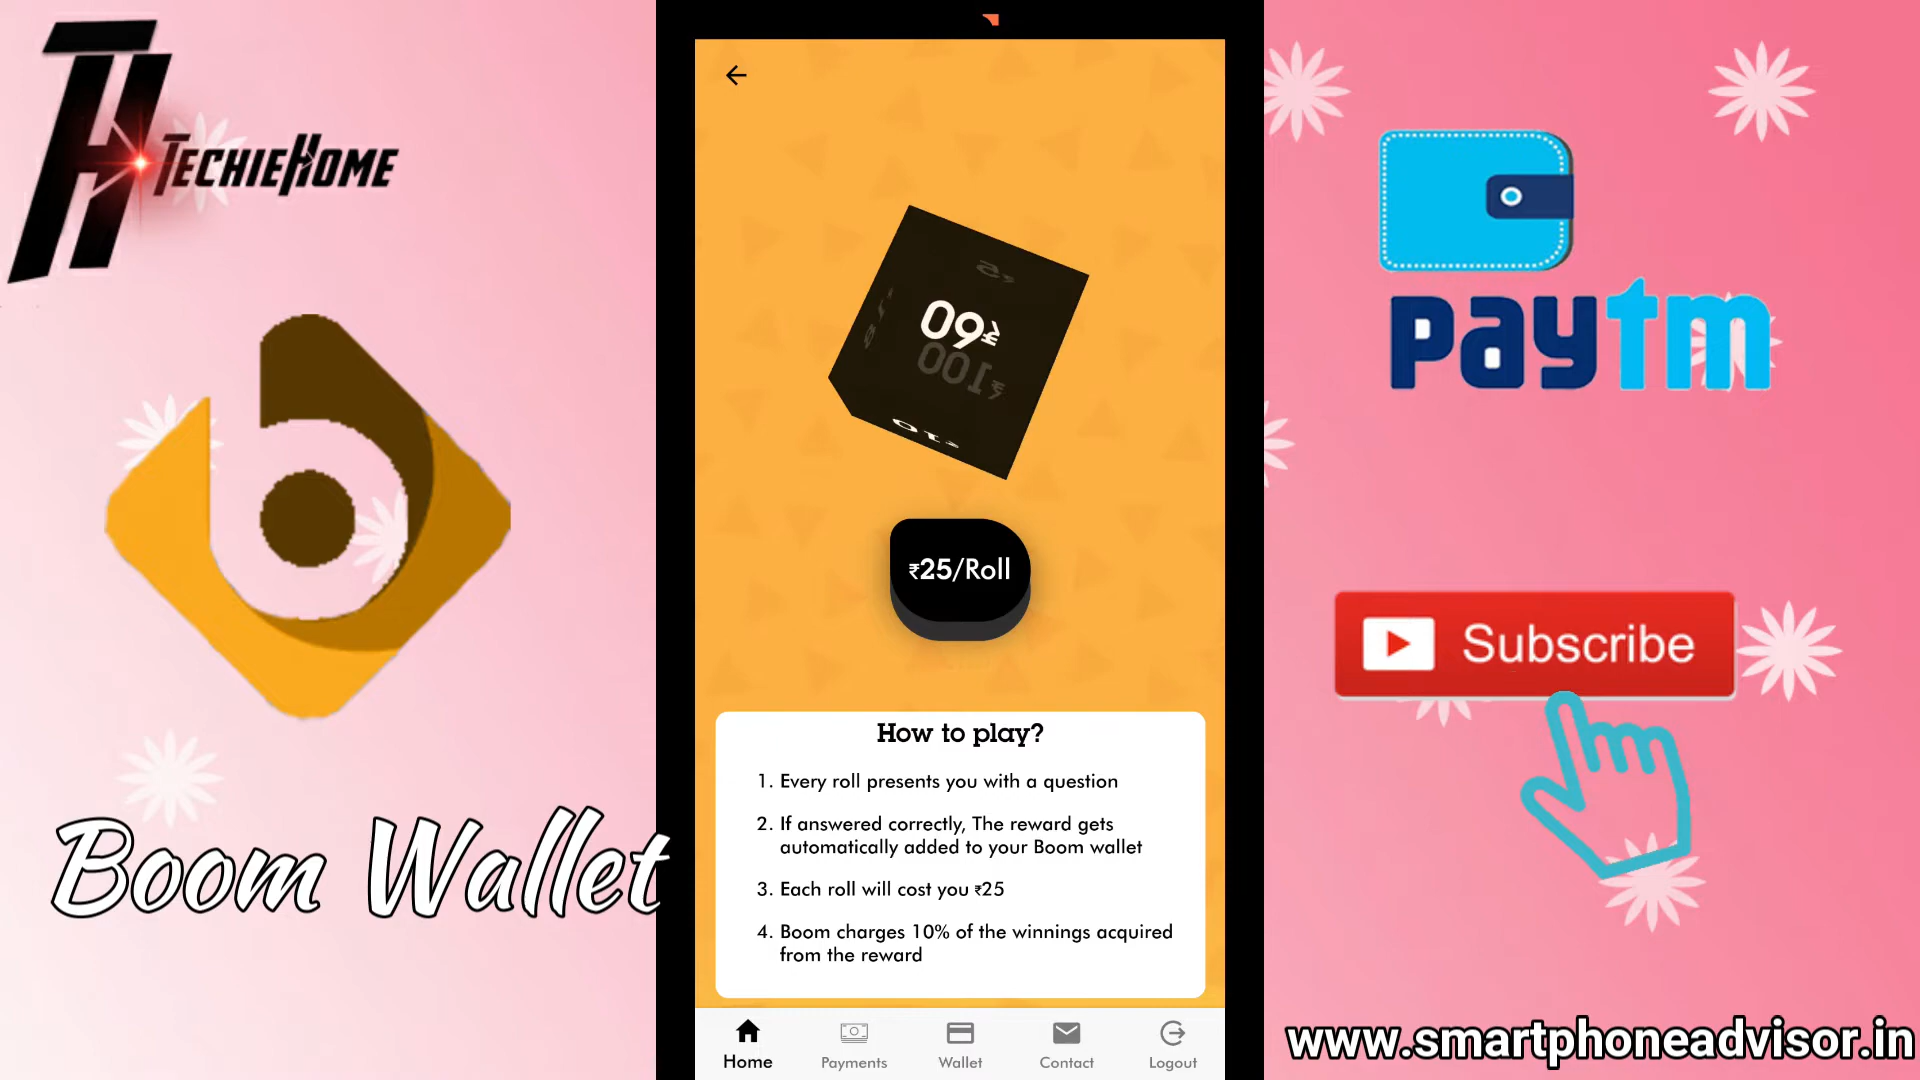 TECHIEHOME
Boom Wallet
₹60
₹100
₹10
₹25/Roll
How to play?
1. Every roll presents you with a question
2. If answered correctly, The reward gets
automatically added to your Boom wallet
3. Each roll will cost you ₹25
4. Boom charges 10% of the winnings acquired
from the reward
Home
Payments
Wallet
Contact
Logout
paytm
Subscribe
www.smartphoneadvisor.in